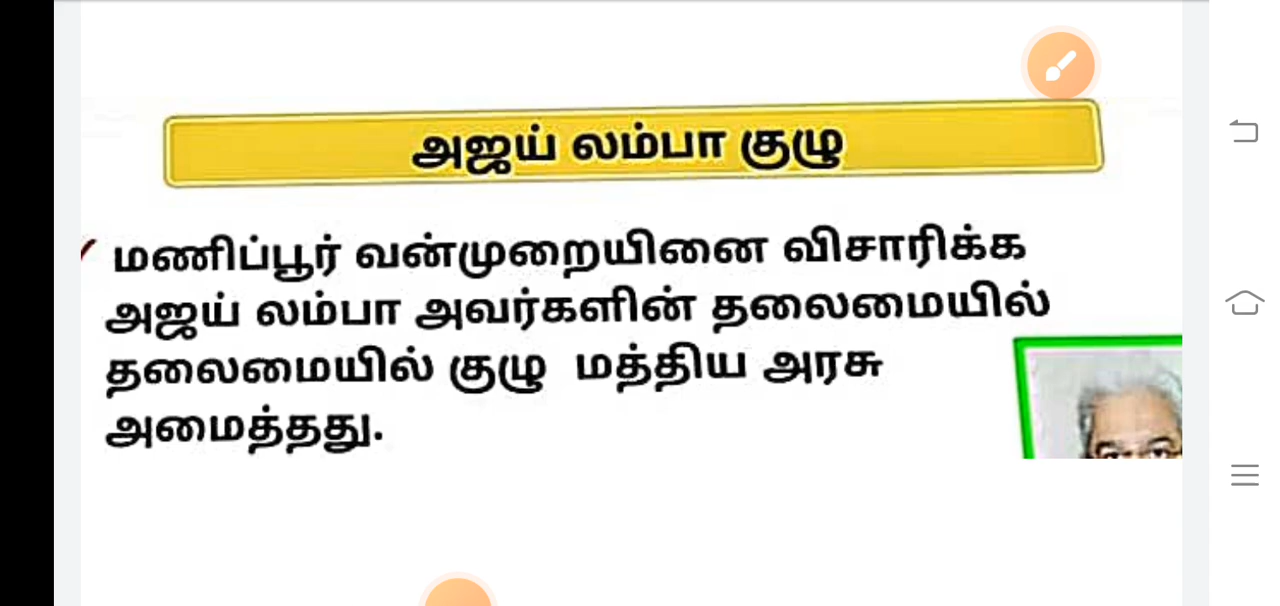 அஜய் லம்பா குழு
மணிப்பூர் வன்முறையினை விசாரிக்க
அஜய் லம்பா அவர்களின் தலைமையில்
தலைமையில் குழு மத்திய அரசு
அமைத்தது.